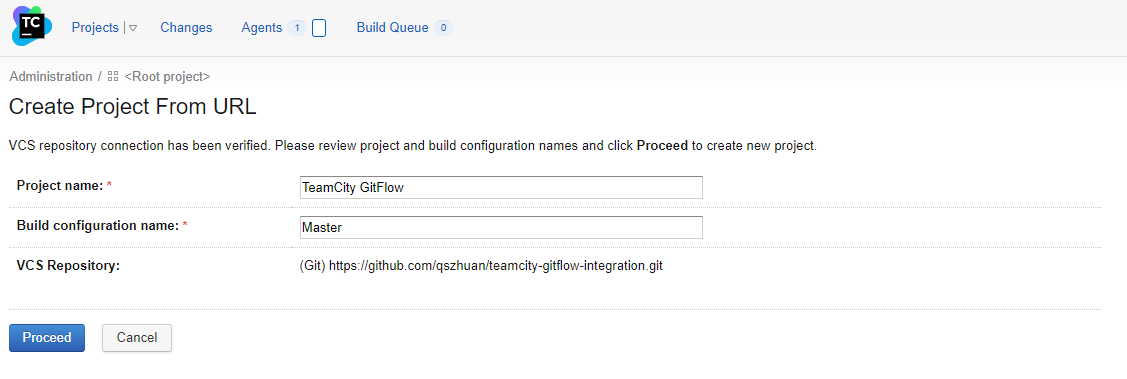 TC Projects Changes Agents 1 Build Queue 0
Administration / <Root project>
Create Project From URL
VCS repository connection has been verified. Please review project and build configuration names and click Proceed to create new project.
Project name: * TeamCity GitFlow
Build configuration name: * Master
VCS Repository: (Git) https://github.com/qszhuan/teamcity-gitflow-integration.git
Proceed Cancel